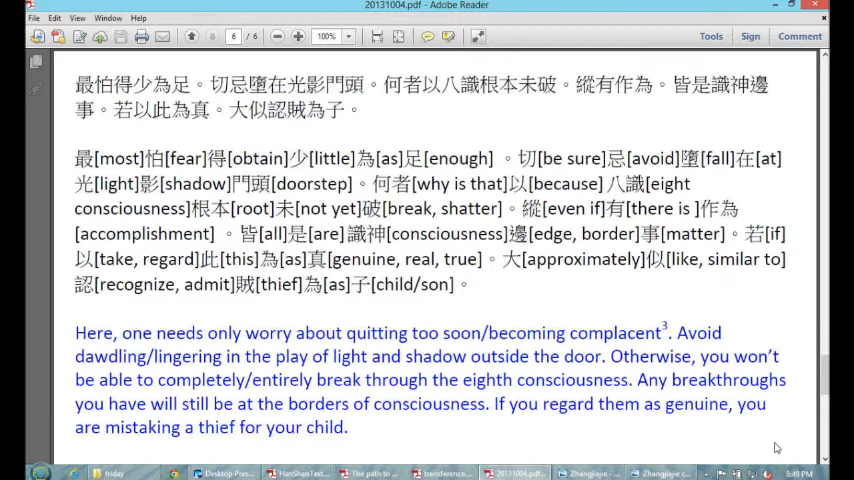 20131004.pdf - Adobe Reader
File Edit View Window Help
6 / 6 100% Tools Sign Comment
最怕得少為足。切忌墮在光影門頭。何者以八識根本未破。縱有作為。皆是識神邊
事。若以此為真。大似認賊為子。
最[most]怕[fear]得[obtain]少[little]為[as]足[enough] 。切[be sure]忌[avoid]墮[fall]在[at]
光[light]影[shadow]門頭[doorstep]。何者[why is that]以[because] 八識[eight
consciousness]根本[root]未[not yet]破[break, shatter]。縱[even if]有[there is ]作為
[accomplishment] 。皆[all]是[are]識神[consciousness]邊[edge, border]事[matter]。若[if]
以[take, regard]此[this]為[as]真[genuine, real, true]。大[approximately]似[like, similar to]
認[recognize, admit]賊[thief]為[as]子[child/son]。
Here, one needs only worry about quitting too soon/becoming complacent3. Avoid
dawdling/lingering in the play of light and shadow outside the door. Otherwise, you won't
be able to completely/entirely break through the eighth consciousness. Any breakthroughs
you have will still be at the borders of consciousness. If you regard them as genuine, you
are mistaking a thief for your child.
friday Desktop Pres... HanShanText... The path to ... transference... 20131004.pdf... Zhangjiajie - ... Zhangjiajie c... 8:49 PM